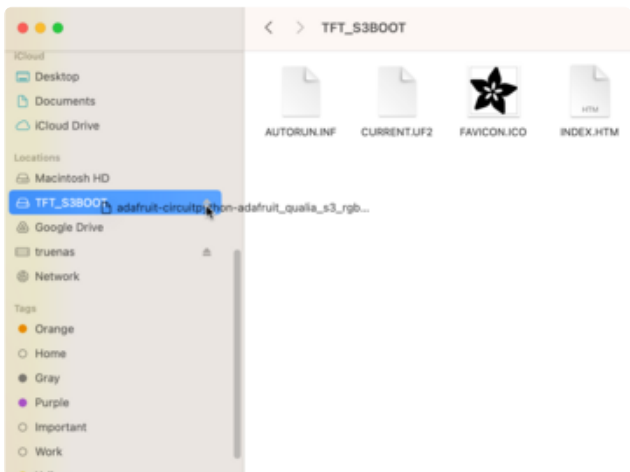 TFT_S3BOOT
iCloud
Desktop
Documents
iCloud Drive
Locations
Macintosh HD
TFT_S3BOOT
adafruit-circuitpython-adafruit_qualia_s3_rgb...
Google Drive
truenas
Network
Tags
Orange
Home
Gray
Purple
Important
Work
AUTORUN.INF
CURRENT.UF2
FAVICON.ICO
HTM
INDEX.HTM